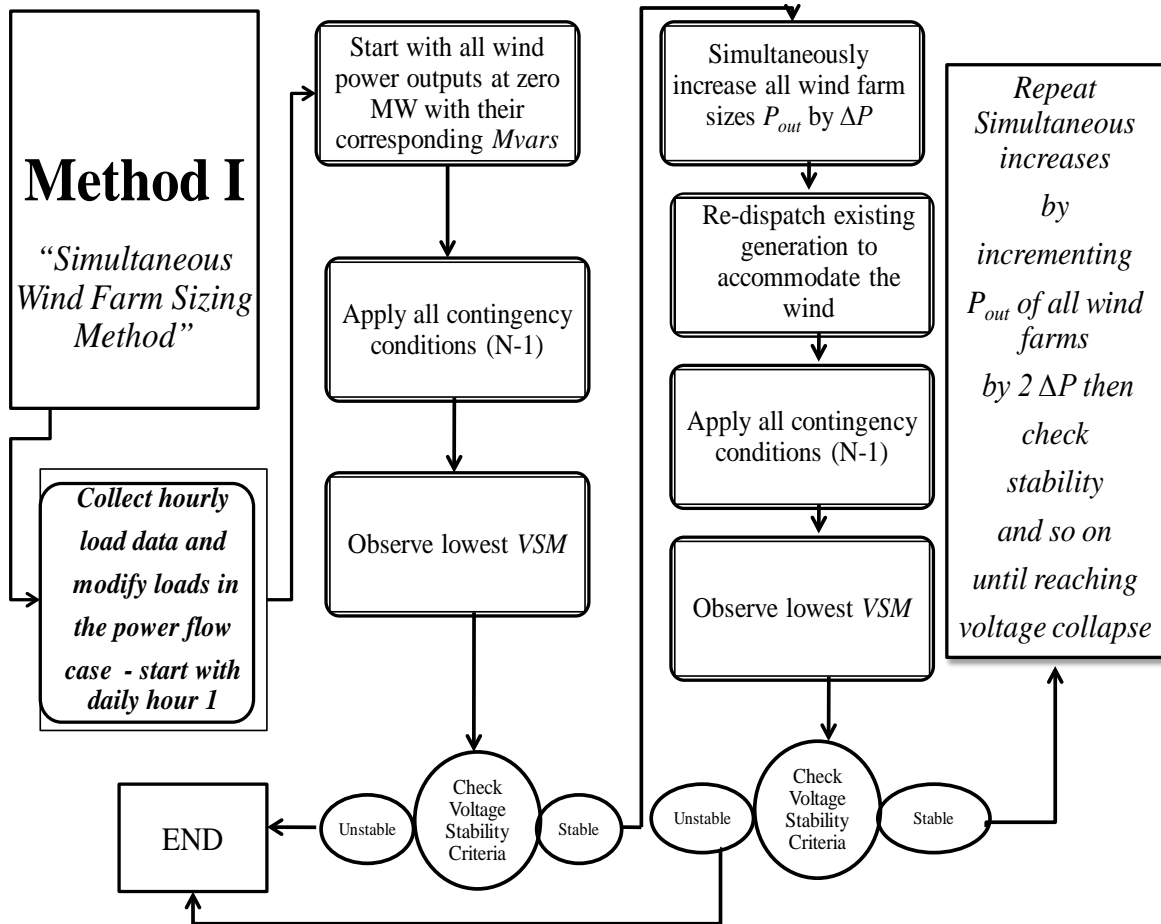 Method I
“Simultaneous
Wind Farm Sizing
Method”
Collect hourly
load data and
modify loads in
the power flow
case - start with
daily hour 1
Start with all wind
power outputs at zero
MW with their
corresponding Mvars
Apply all contingency
conditions (N-1)
Observe lowest VSM
Check
Voltage
Stability
Criteria
Unstable
Stable
END
Simultaneously
increase all wind farm
sizes Pout by ΔP
Re-dispatch existing
generation to
accommodate the
wind
Apply all contingency
conditions (N-1)
Observe lowest VSM
Check
Voltage
Stability
Criteria
Unstable
Stable
Repeat
Simultaneous
increases
by
incrementing
Pout of all wind
farms
by 2 ΔP then
check
stability
and so on
until reaching
voltage collapse